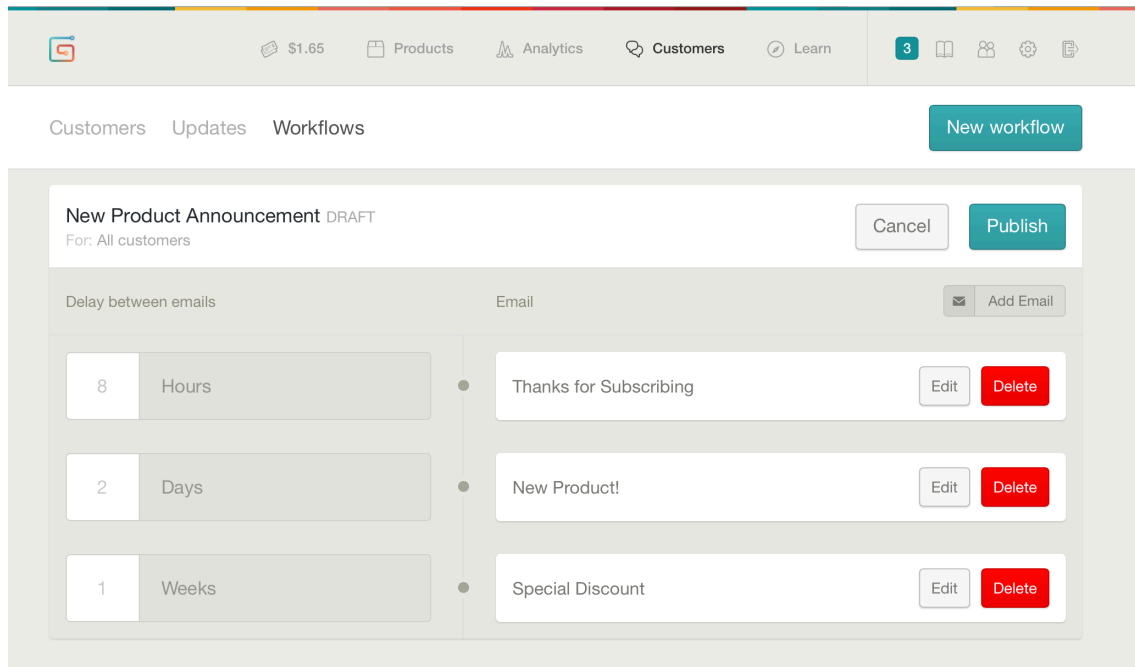 $1.65 Products Analytics Customers Learn 3
Customers Updates Workflows New workflow
New Product Announcement DRAFT
For: All customers
Cancel Publish
Delay between emails Email Add Email
8 Hours Thanks for Subscribing Edit Delete
2 Days New Product! Edit Delete
1 Weeks Special Discount Edit Delete